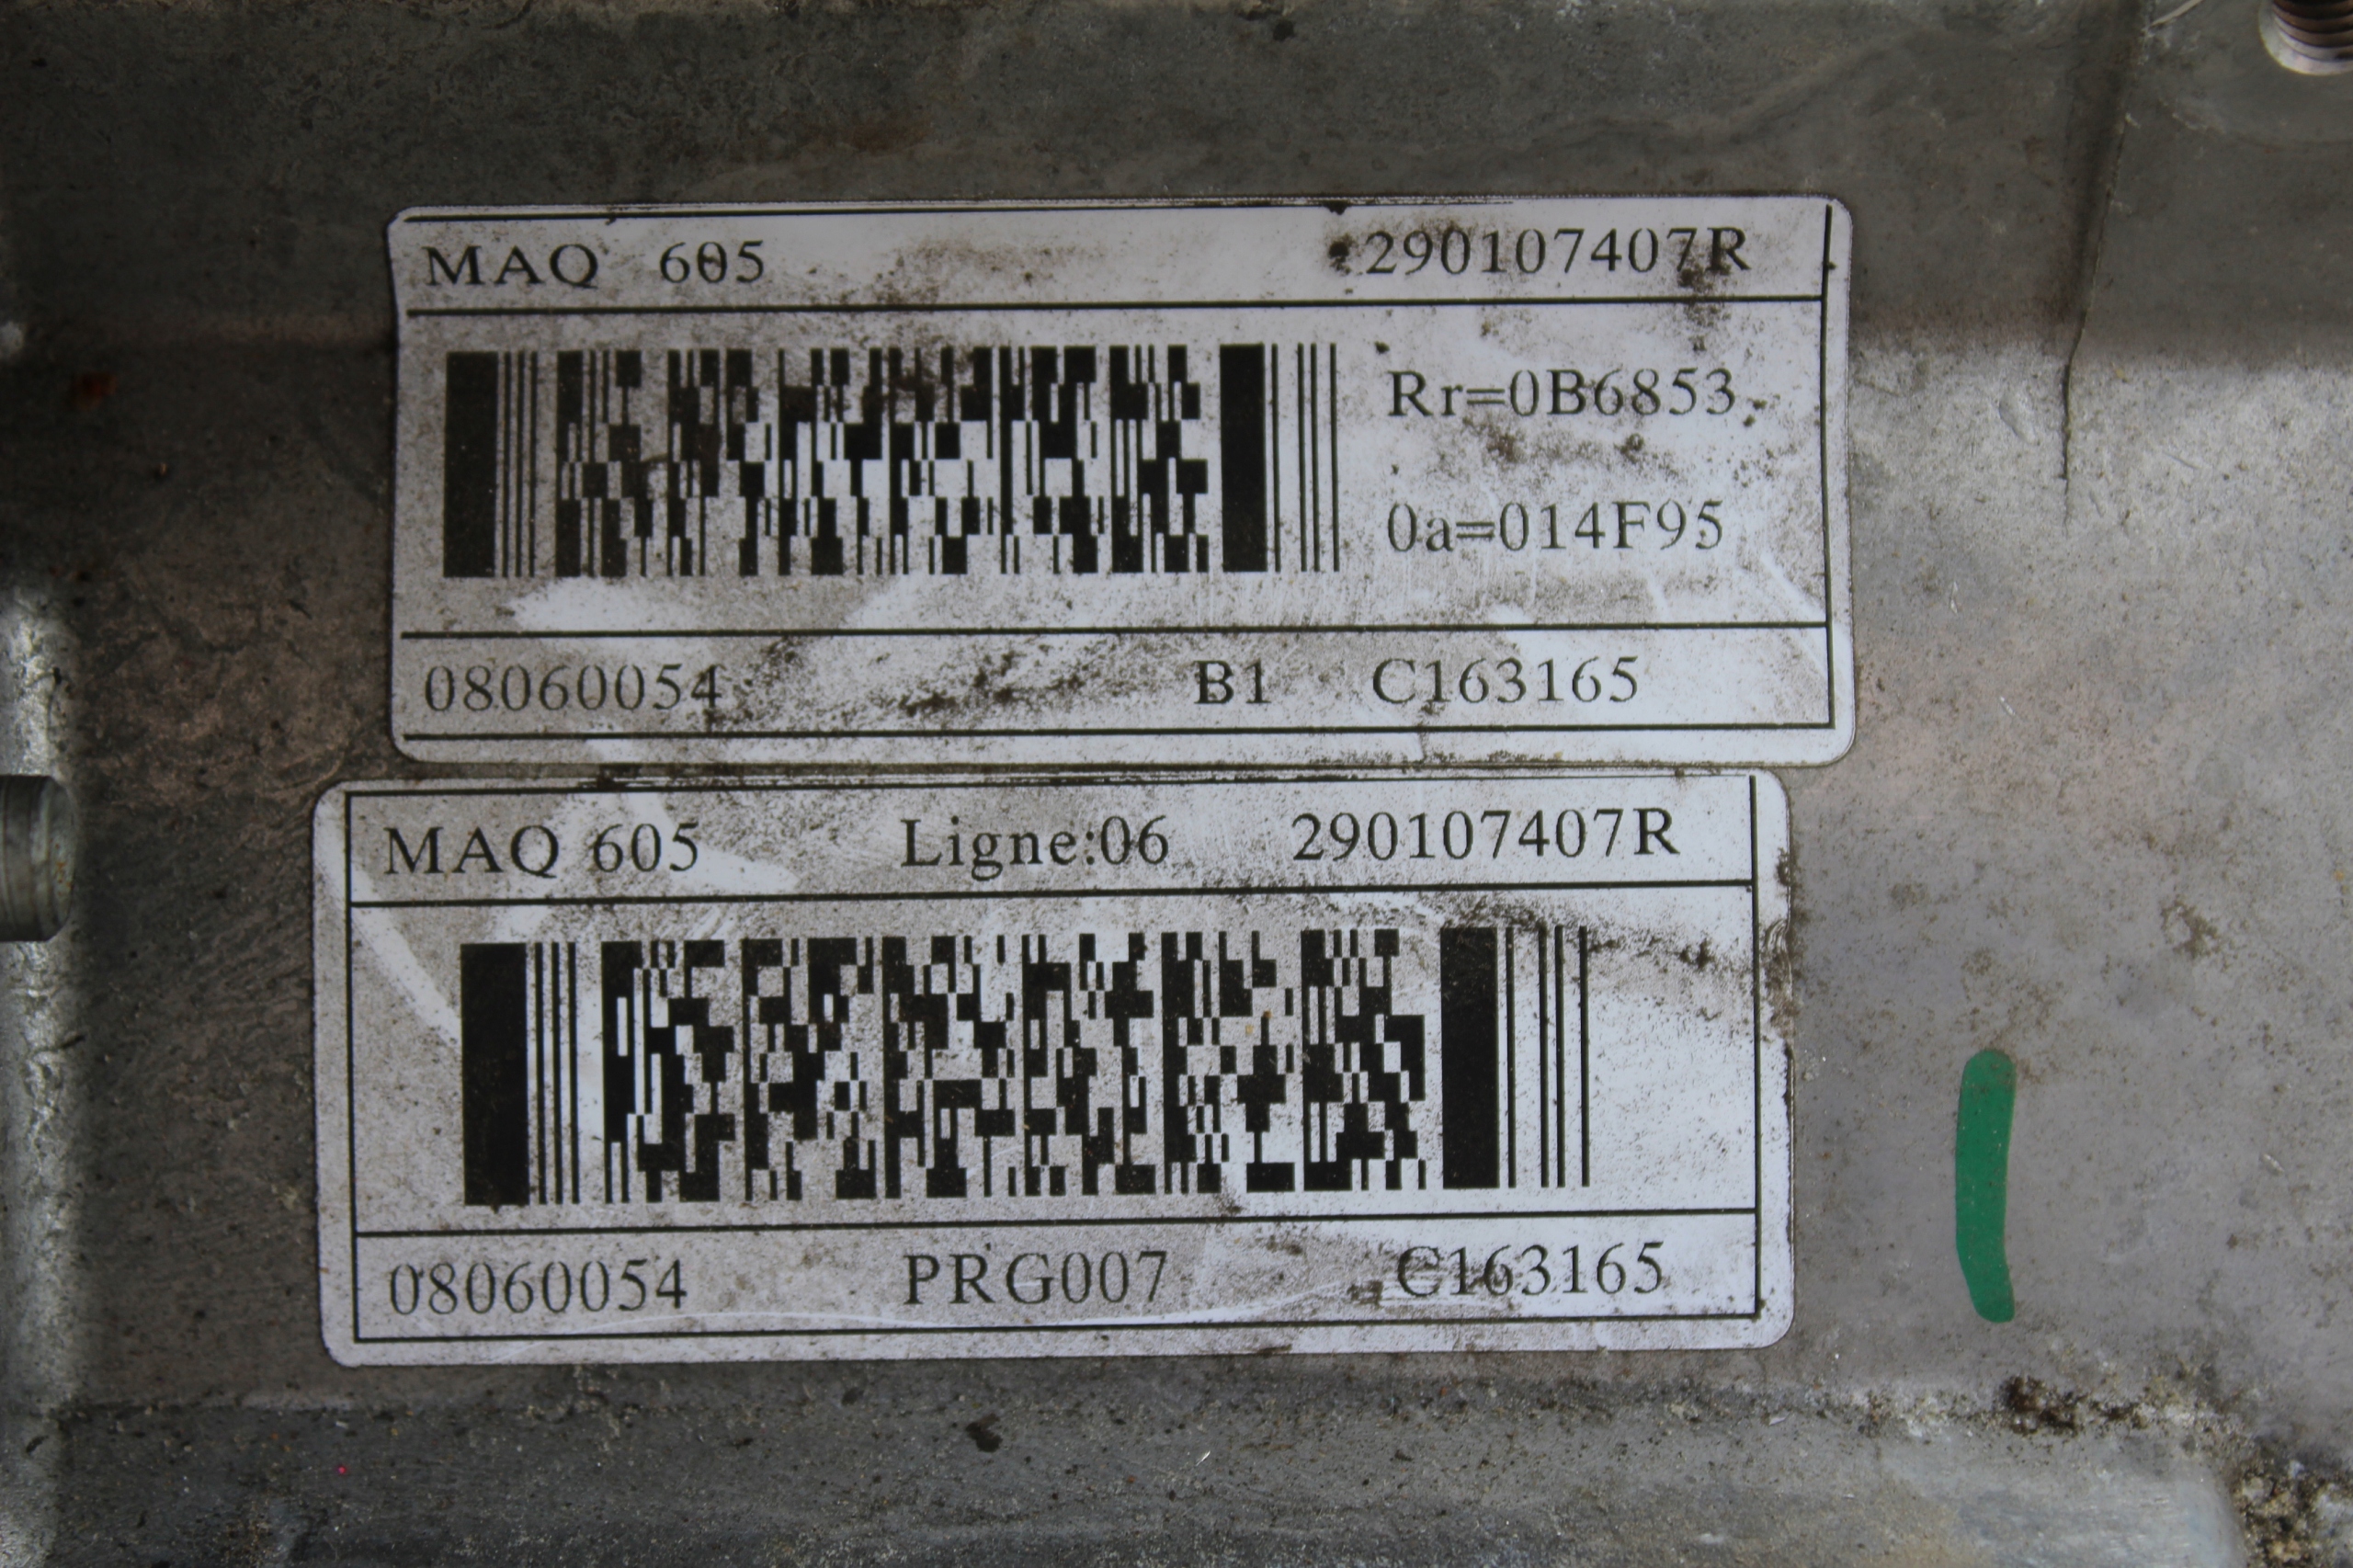 MAQ 605 290107407R
Rr=0B6853
0a=014F95
08060054 B1 C163165
MAQ 605 Ligne:06 290107407R
08060054 PRG007 C163165